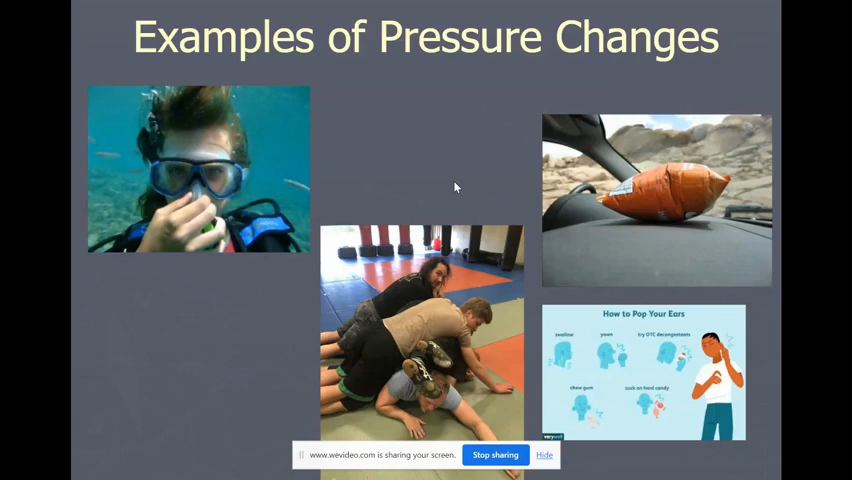 Examples of Pressure Changes
How to Pop Your Ears
swallow
yawn
try OTC decongestants
chew gum
suck on hard candy
verywell
www.wevideo.com is sharing your screen.
Stop sharing
Hide